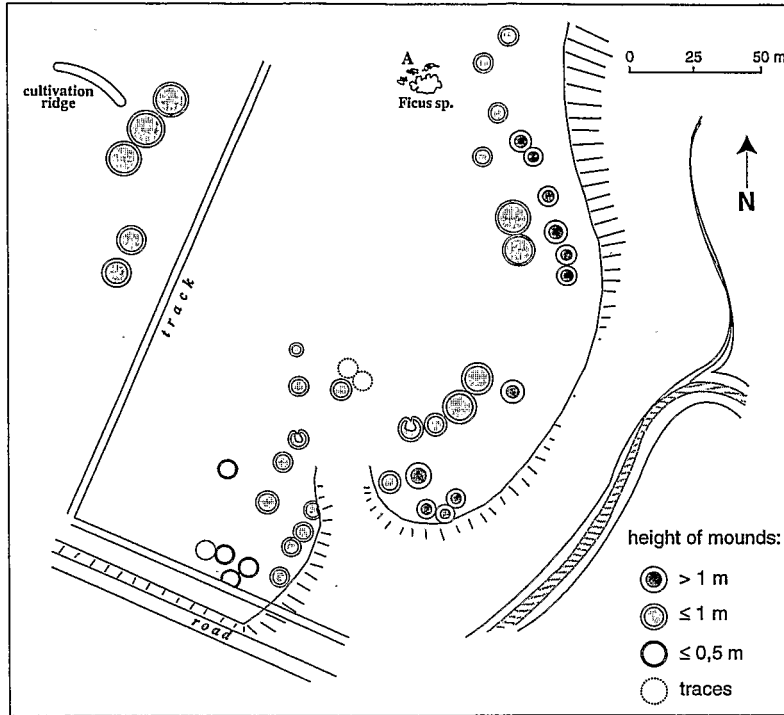 A
Ficus sp.
0 25 50 m
cultivation
ridge
N
track
road
height of mounds:
> 1 m
≤ 1 m
≤ 0,5 m
traces